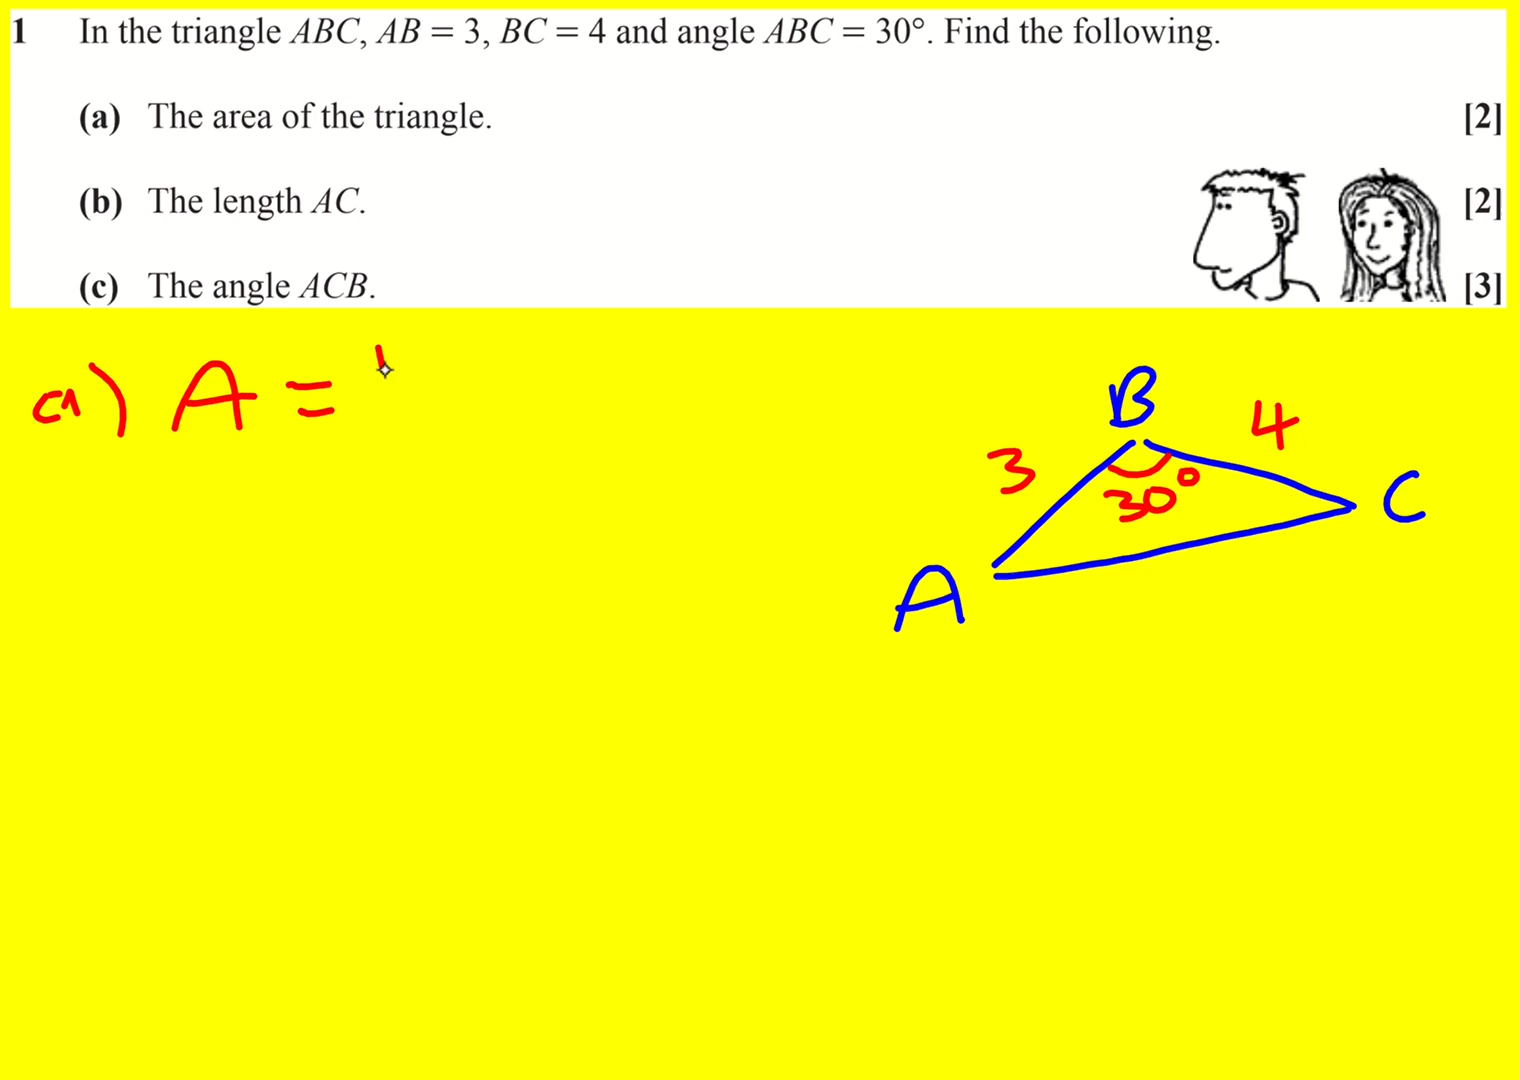 1 In the triangle ABC, AB = 3, BC = 4 and angle ABC = 30°. Find the following.
(a) The area of the triangle. [2]
(b) The length AC. [2]
(c) The angle ACB. [3]
a) A =
B
4
3
30°
C
A